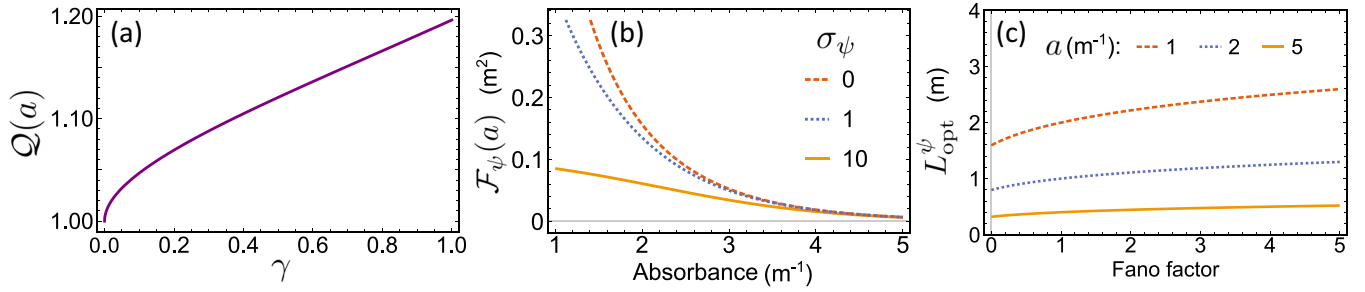 (a)
Q(a)
1.20
1.10
1.00
0.0 0.2 0.4 0.6 0.8 1.0
γ
(b)
F_ψ(a) (m²)
0.3
0.2
0.1
0
σ_ψ
0
1
10
1 2 3 4 5
Absorbance (m⁻¹)
(c)
a (m⁻¹): 1 2 5
L_opt^ψ (m)
4
3
2
1
0
0 1 2 3 4 5
Fano factor